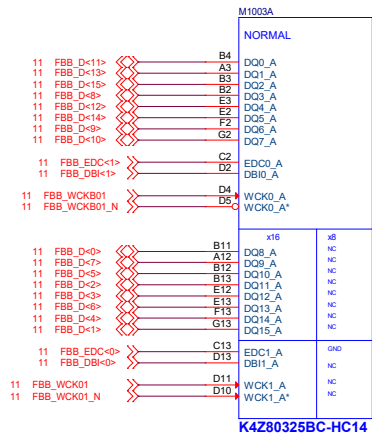 M1003A
NORMAL
11 FBB_D<11> B4 DQ0_A
11 FBB_D<13> A3 DQ1_A
11 FBB_D<15> B3 DQ2_A
11 FBB_D<8> B2 DQ3_A
11 FBB_D<12> E3 DQ4_A
11 FBB_D<14> E2 DQ5_A
11 FBB_D<9> F2 DQ6_A
11 FBB_D<10> G2 DQ7_A
11 FBB_EDC<1> C2 EDC0_A
11 FBB_DBI<1> D2 DBI0_A
11 FBB_WCKB01 D4 WCK0_A
11 FBB_WCKB01_N D5 WCK0_A*
x16 x8
11 FBB_D<0> B11 DQ8_A NC
11 FBB_D<7> A12 DQ9_A NC
11 FBB_D<5> B12 DQ10_A NC
11 FBB_D<2> B13 DQ11_A NC
11 FBB_D<3> E12 DQ12_A NC
11 FBB_D<6> E13 DQ13_A NC
11 FBB_D<4> F13 DQ14_A NC
11 FBB_D<1> G13 DQ15_A NC
11 FBB_EDC<0> C13 EDC1_A GND
11 FBB_DBI<0> D13 DBI1_A NC
11 FBB_WCK01 D11 WCK1_A NC
11 FBB_WCK01_N D10 WCK1_A* NC
K4Z80325BC-HC14